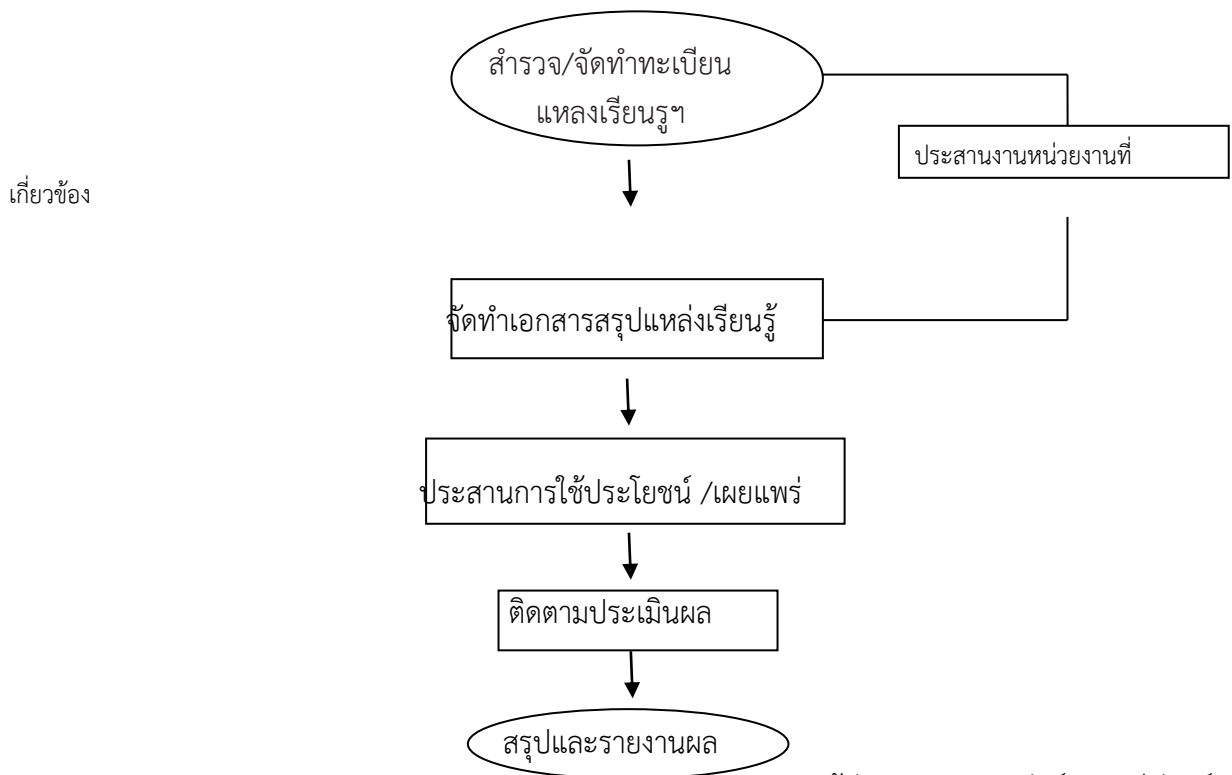 สำรวจ/จัดทำทะเบียน
แหลงเรียนรูฯ
ประสานงานหน่วยงานที่
เกี่ยวข้อง
จัดทำเอกสารสรุปแหล่งเรียนรู้
ประสานการใช้ประโยชน์ /เผยแพร่
ติดตามประเมินผล
สรุปและรายงานผล